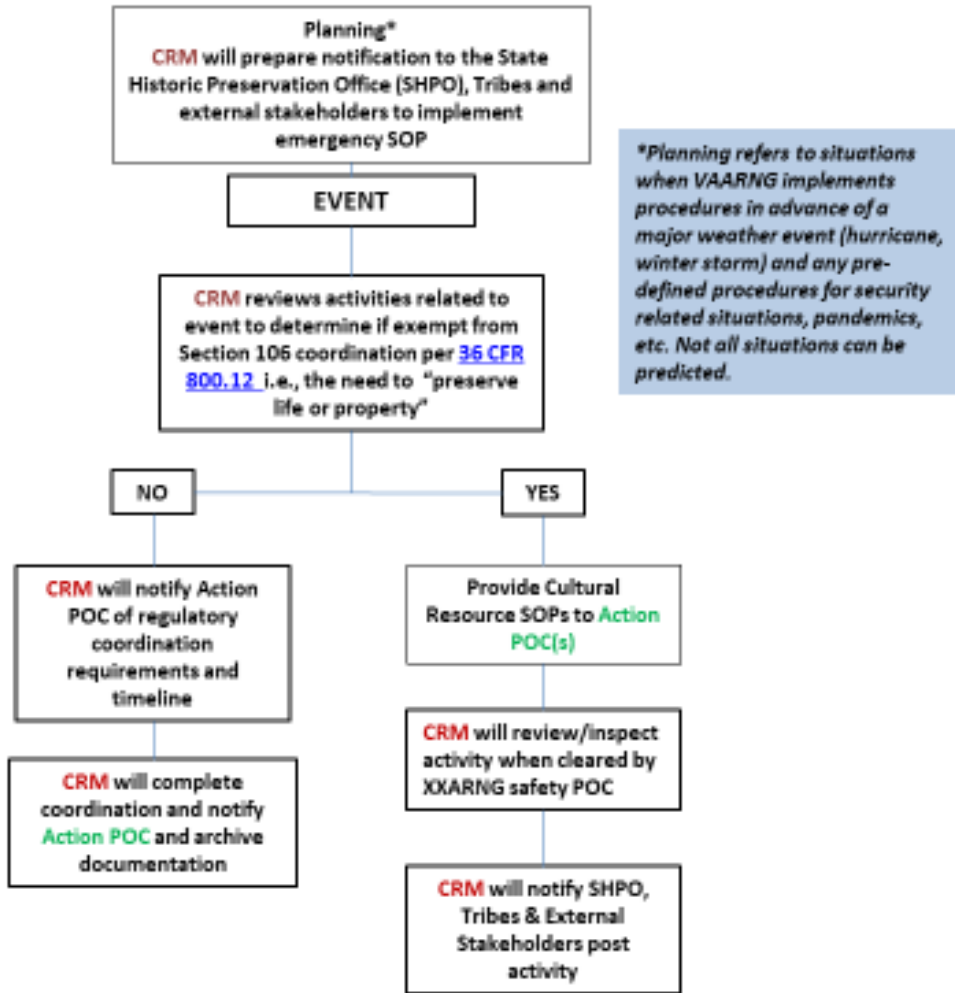 Planning*
CRM will prepare notification to the State
Historic Preservation Office (SHPO), Tribes and
external stakeholders to implement
emergency SOP
*Planning refers to situations
when VAARNG implements
procedures in advance of a
major weather event (hurricane,
winter storm) and any pre-
defined procedures for security
related situations, pandemics,
etc. Not all situations can be
predicted.
EVENT
CRM reviews activities related to
event to determine if exempt from
Section 106 coordination per 36 CFR
800.12 i.e., the need to "preserve
life or property"
NO
YES
CRM will notify Action
POC of regulatory
coordination
requirements and
timeline
CRM will complete
coordination and notify
Action POC and archive
documentation
Provide Cultural
Resource SOPs to Action
POC(s)
CRM will review/inspect
activity when cleared by
XXARNG safety POC
CRM will notify SHPO,
Tribes & External
Stakeholders post
activity